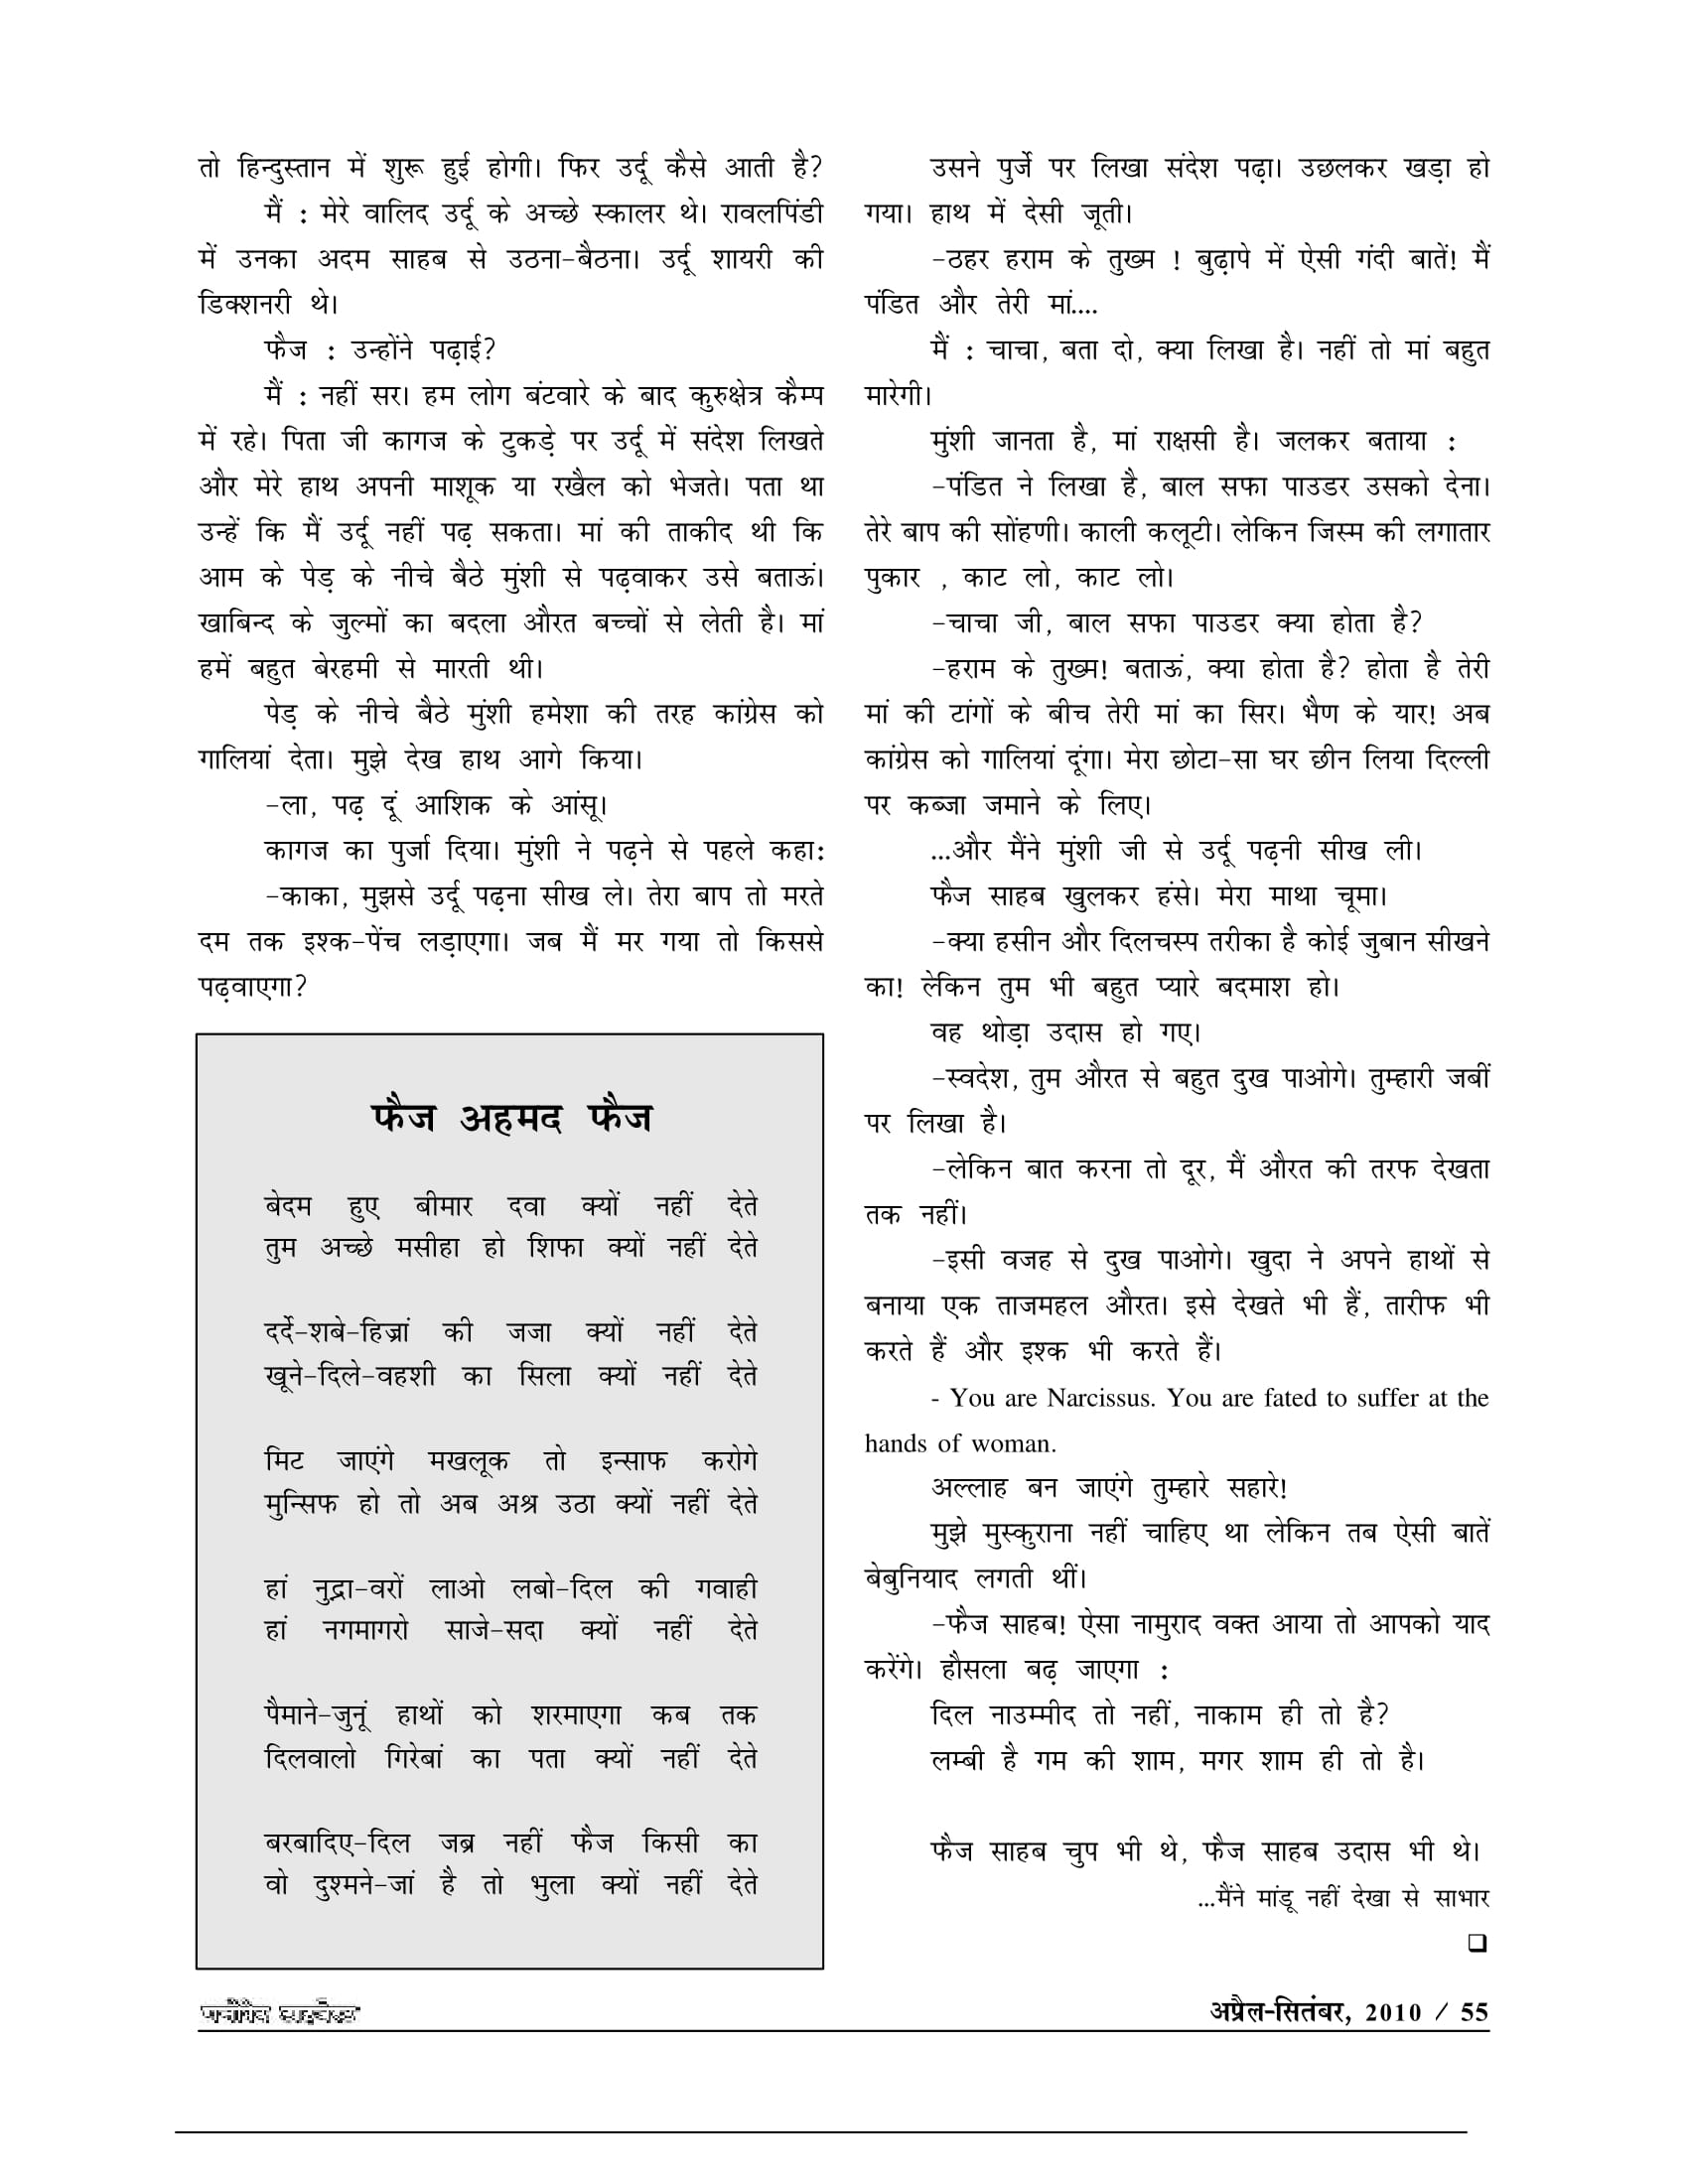 तो हिन्दुस्तान में शुरू हुई होगी। फिर उर्दू कैसे आती है?
मैं : मेरे वालिद उर्दू के अच्छे स्कालर थे। रावलपिंडी
में उनका अदम साहब से उठना-बैठना। उर्दू शायरी की
डिक्शनरी थे।
फैज : उन्होंने पढ़ाई?
मैं : नहीं सर। हम लोग बंटवारे के बाद कुरुक्षेत्र कैम्प
में रहे। पिता जी कागज के टुकड़े पर उर्दू में संदेश लिखते
और मेरे हाथ अपनी माशूक या रखैल को भेजते। पता था
उन्हें कि मैं उर्दू नहीं पढ़ सकता। मां की ताकीद थी कि
आम के पेड़ के नीचे बैठे मुंशी से पढ़वाकर उसे बताऊं।
खाबिन्द के जुल्मों का बदला औरत बच्चों से लेती है। मां
हमें बहुत बेरहमी से मारती थी।
पेड़ के नीचे बैठे मुंशी हमेशा की तरह कांग्रेस को
गालियां देता। मुझे देख हाथ आगे किया।
-ला, पढ़ दूं आशिक के आंसू।
कागज का पुर्जा दिया। मुंशी ने पढ़ने से पहले कहा:
-काका, मुझसे उर्दू पढ़ना सीख ले। तेरा बाप तो मरते
दम तक इश्क-पेंच लड़ाएगा। जब मैं मर गया तो किससे
पढ़वाएगा?
फैज अहमद फैज
बेदम हुए बीमार दवा क्यों नहीं देते
तुम अच्छे मसीहा हो शिफा क्यों नहीं देते
दर्दे-शबे-हिज्रां की जजा क्यों नहीं देते
खूने-दिले-वहशी का सिला क्यों नहीं देते
मिट जाएंगे मखलूक तो इन्साफ करोगे
मुन्सिफ हो तो अब अश्र उठा क्यों नहीं देते
हां नुद्रा-वरों लाओ लबो-दिल की गवाही
हां नगमागरो साजे-सदा क्यों नहीं देते
पैमाने-जुनूं हाथों को शरमाएगा कब तक
दिलवालो गिरेबां का पता क्यों नहीं देते
बरबादिए-दिल जब्र नहीं फैज किसी का
वो दुश्मने-जां है तो भुला क्यों नहीं देते
उसने पुर्जे पर लिखा संदेश पढ़ा। उछलकर खड़ा हो
गया। हाथ में देसी जूती।
-ठहर हराम के तुख्म ! बुढ़ापे में ऐसी गंदी बातें! मैं
पंडित और तेरी मां....
मैं : चाचा, बता दो, क्या लिखा है। नहीं तो मां बहुत
मारेगी।
मुंशी जानता है, मां राक्षसी है। जलकर बताया :
-पंडित ने लिखा है, बाल सफा पाउडर उसको देना।
तेरे बाप की सोंहणी। काली कलूटी। लेकिन जिस्म की लगातार
पुकार , काट लो, काट लो।
-चाचा जी, बाल सफा पाउडर क्या होता है?
-हराम के तुख्म! बताऊं, क्या होता है? होता है तेरी
मां की टांगों के बीच तेरी मां का सिर। भैण के यार! अब
कांग्रेस को गालियां दूंगा। मेरा छोटा-सा घर छीन लिया दिल्ली
पर कब्जा जमाने के लिए।
...और मैंने मुंशी जी से उर्दू पढ़नी सीख ली।
फैज साहब खुलकर हंसे। मेरा माथा चूमा।
-क्या हसीन और दिलचस्प तरीका है कोई जुबान सीखने
का! लेकिन तुम भी बहुत प्यारे बदमाश हो।
वह थोड़ा उदास हो गए।
-स्वदेश, तुम औरत से बहुत दुख पाओगे। तुम्हारी जबीं
पर लिखा है।
-लेकिन बात करना तो दूर, मैं औरत की तरफ देखता
तक नहीं।
-इसी वजह से दुख पाओगे। खुदा ने अपने हाथों से
बनाया एक ताजमहल औरत। इसे देखते भी हैं, तारीफ भी
करते हैं और इश्क भी करते हैं।
- You are Narcissus. You are fated to suffer at the
hands of woman.
अल्लाह बन जाएंगे तुम्हारे सहारे!
मुझे मुस्कुराना नहीं चाहिए था लेकिन तब ऐसी बातें
बेबुनियाद लगती थीं।
-फैज साहब! ऐसा नामुराद वक्त आया तो आपको याद
करेंगे। हौसला बढ़ जाएगा :
दिल नाउम्मीद तो नहीं, नाकाम ही तो है?
लम्बी है गम की शाम, मगर शाम ही तो है।
फैज साहब चुप भी थे, फैज साहब उदास भी थे।
...मैंने मांडू नहीं देखा से साभार
अप्रैल-सितंबर, 2010 / 55